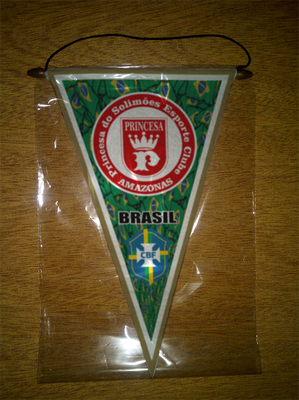 Princesa do Solimões Esporte Clube
PRINCESA
P
AMAZONAS
BRASIL
CBF